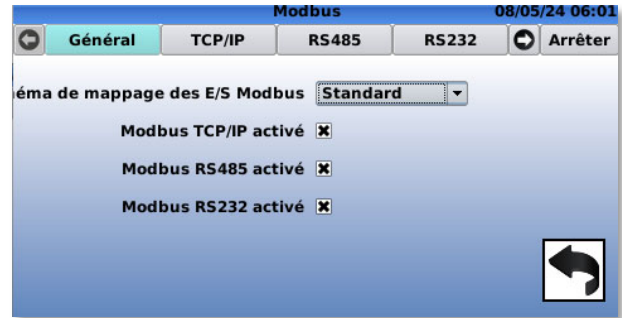 Modbus 08/05/24 06:01
Général TCP/IP RS485 RS232 Arrêter
éma de mappage des E/S Modbus Standard
Modbus TCP/IP activé
Modbus RS485 activé
Modbus RS232 activé